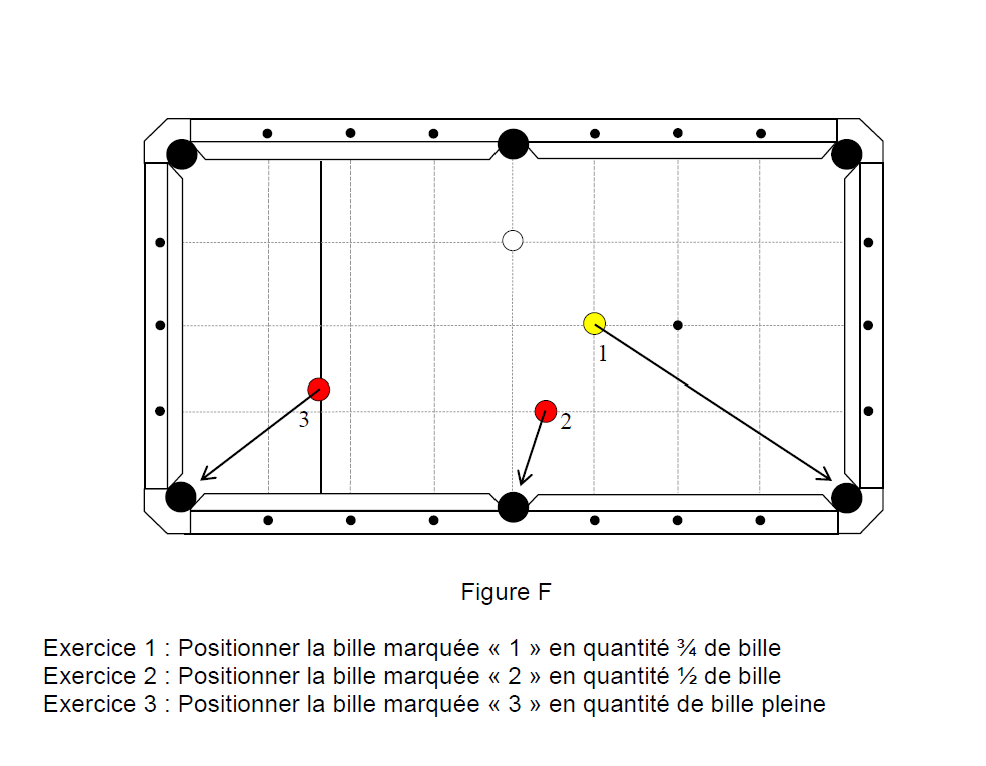 1
3
2
Figure F
Exercice 1 : Positionner la bille marquée « 1 » en quantité ¾ de bille
Exercice 2 : Positionner la bille marquée « 2 » en quantité ½ de bille
Exercice 3 : Positionner la bille marquée « 3 » en quantité de bille pleine